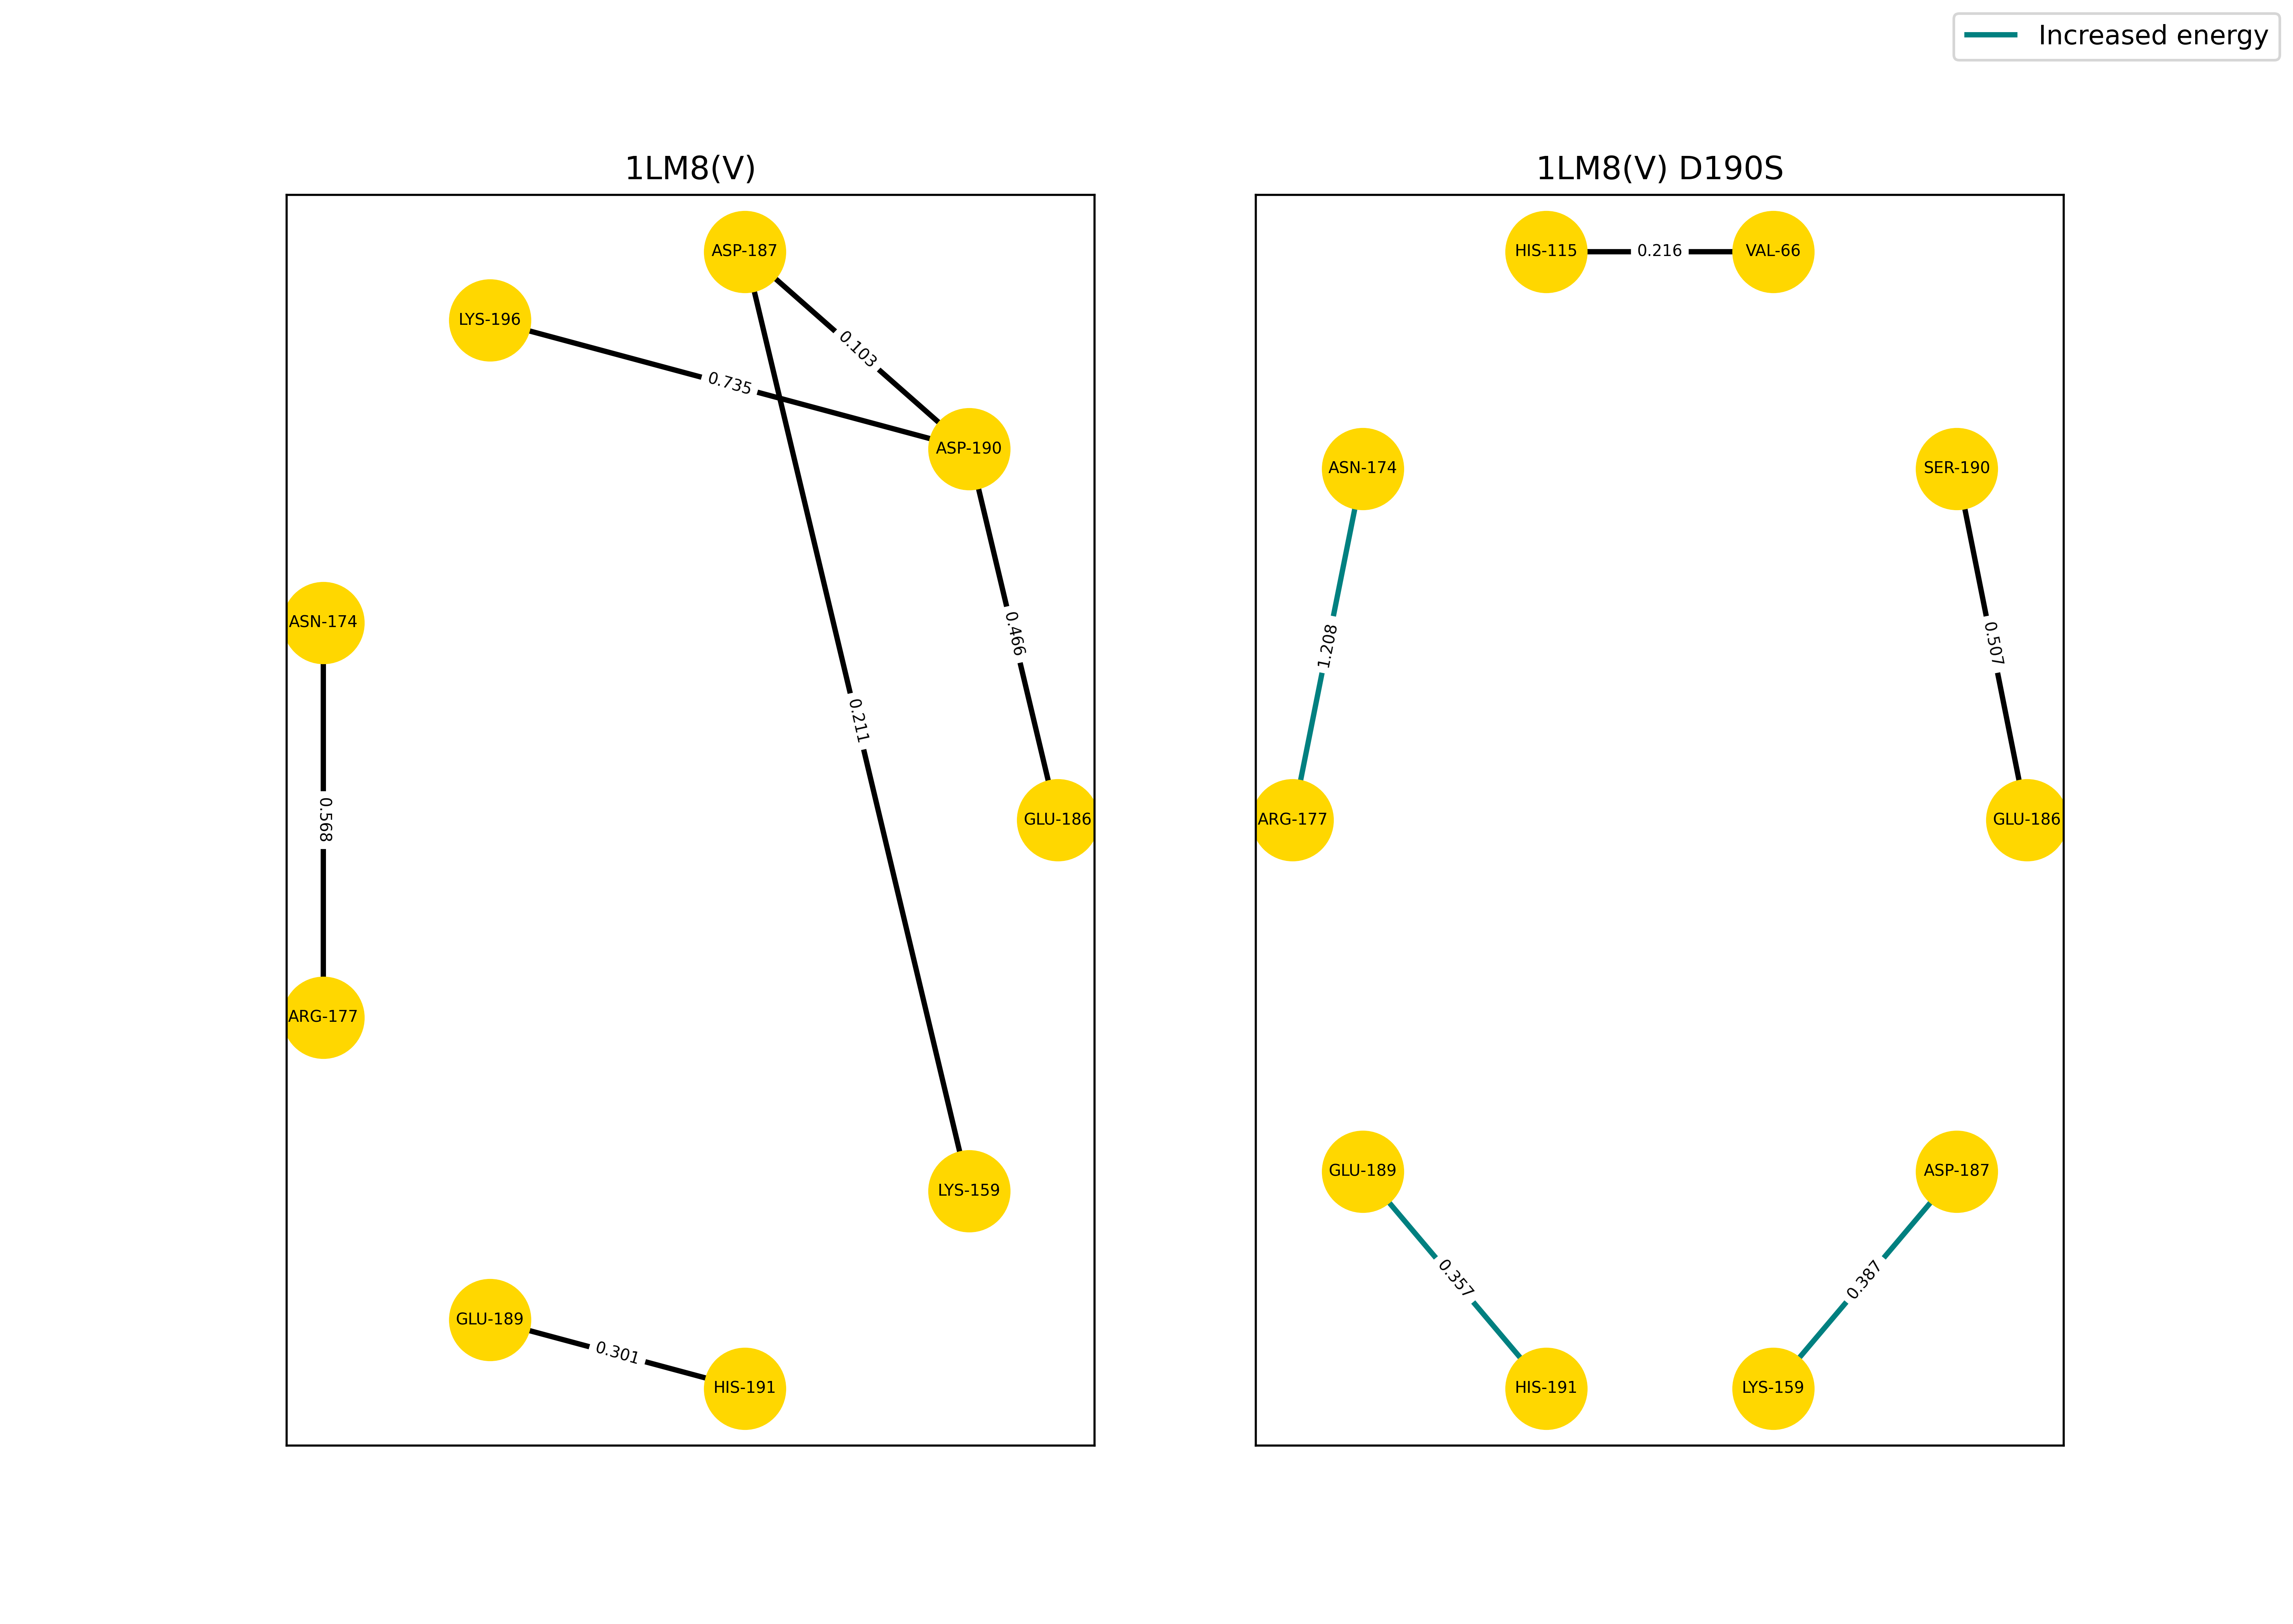 Increased energy
1LM8(V)
ASP-187
LYS-196
0.103
0.735
ASP-190
ASN-174
0.466
0.211
0.568
GLU-186
ARG-177
LYS-159
GLU-189
0.301
HIS-191
1LM8(V) D190S
HIS-115 0.216 VAL-66
ASN-174
SER-190
1.208
0.507
ARG-177
GLU-186
GLU-189
ASP-187
0.357
0.387
HIS-191
LYS-159